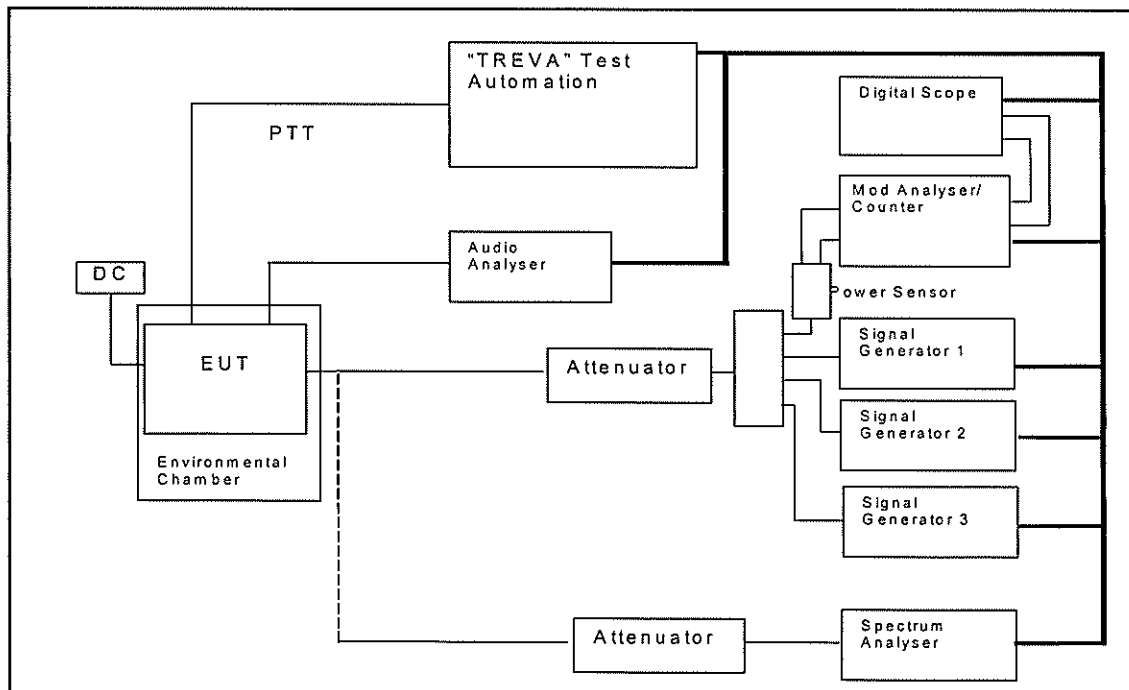 "TREVA" Test
Automation
PTT
Digital Scope
Mod Analyser/
Counter
Audio
Analyser
DC
Power Sensor
EUT
Attenuator
Signal
Generator 1
Signal
Generator 2
Environmental
Chamber
Signal
Generator 3
Attenuator
Spectrum
Analyser